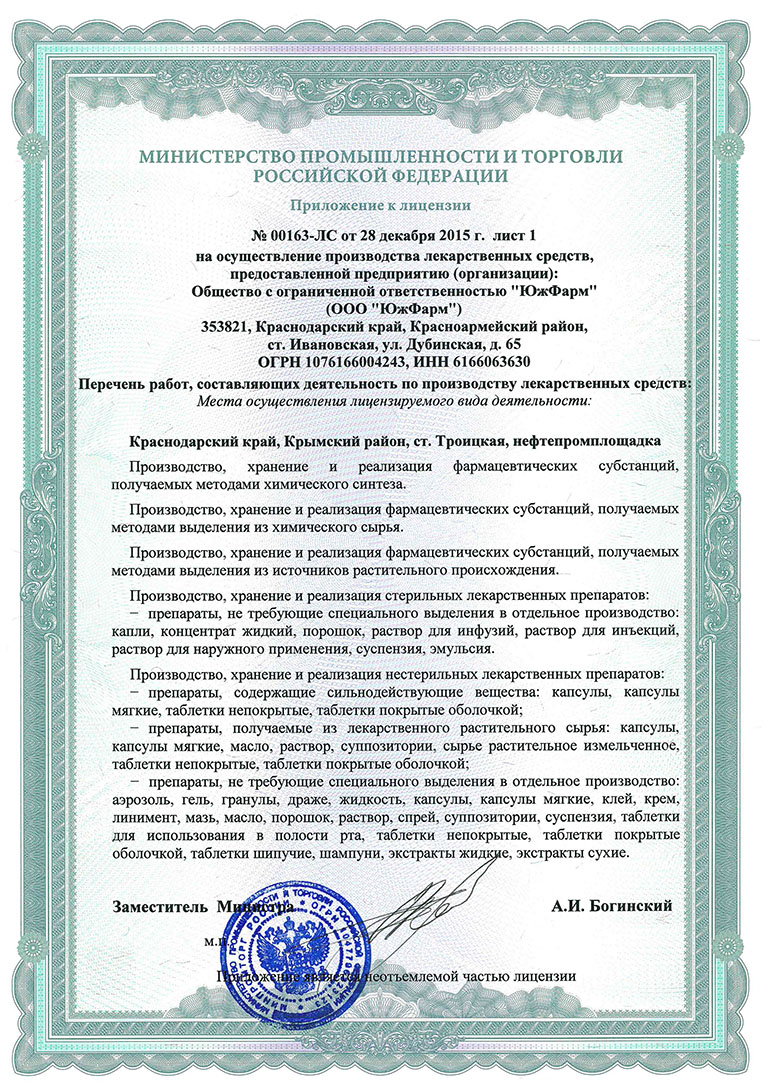 МИНИСТЕРСТВО ПРОМЫШЛЕННОСТИ И ТОРГОВЛИ
РОССИЙСКОЙ ФЕДЕРАЦИИ
Приложение к лицензии
№ 00163-ЛС от 28 декабря 2015 г. лист 1
на осуществление производства лекарственных средств,
предоставленной предприятию (организации):
Общество с ограниченной ответственностью "ЮжФарм"
(ООО "ЮжФарм")
353821, Краснодарский край, Красноармейский район,
ст. Ивановская, ул. Дубинская, д. 65
ОГРН 1076166004243, ИНН 6166063630
Перечень работ, составляющих деятельность по производству лекарственных средств:
Места осуществления лицензируемого вида деятельности:
Краснодарский край, Крымский район, ст. Троицкая, нефтепромплощадка
Производство, хранение и реализация фармацевтических субстанций,
получаемых методами химического синтеза.
Производство, хранение и реализация фармацевтических субстанций, получаемых
методами выделения из химического сырья.
Производство, хранение и реализация фармацевтических субстанций, получаемых
методами выделения из источников растительного происхождения.
Производство, хранение и реализация стерильных лекарственных препаратов:
− препараты, не требующие специального выделения в отдельное производство:
капли, концентрат жидкий, порошок, раствор для инфузий, раствор для инъекций,
раствор для наружного применения, суспензия, эмульсия.
Производство, хранение и реализация нестерильных лекарственных препаратов:
− препараты, содержащие сильнодействующие вещества: капсулы, капсулы
мягкие, таблетки непокрытые, таблетки покрытые оболочкой;
− препараты, получаемые из лекарственного растительного сырья: капсулы,
капсулы мягкие, масло, раствор, суппозитории, сырье растительное измельченное,
таблетки непокрытые, таблетки покрытые оболочкой;
− препараты, не требующие специального выделения в отдельное производство:
аэрозоль, гель, гранулы, драже, жидкость, капсулы, капсулы мягкие, клей, крем,
линимент, мазь, масло, порошок, раствор, спрей, суппозитории, суспензия, таблетки
для использования в полости рта, таблетки непокрытые, таблетки покрытые
оболочкой, таблетки шипучие, шампуни, экстракты жидкие, экстракты сухие.
Заместитель Министра А.И. Богинский
м.п.
Приложение является неотъемлемой частью лицензии
МИНИСТЕРСТВО ПРОМЫШЛЕННОСТИ И ТОРГОВЛИ РОССИЙСКОЙ ФЕДЕРАЦИИ
МИНПРОМТОРГ РОССИИ